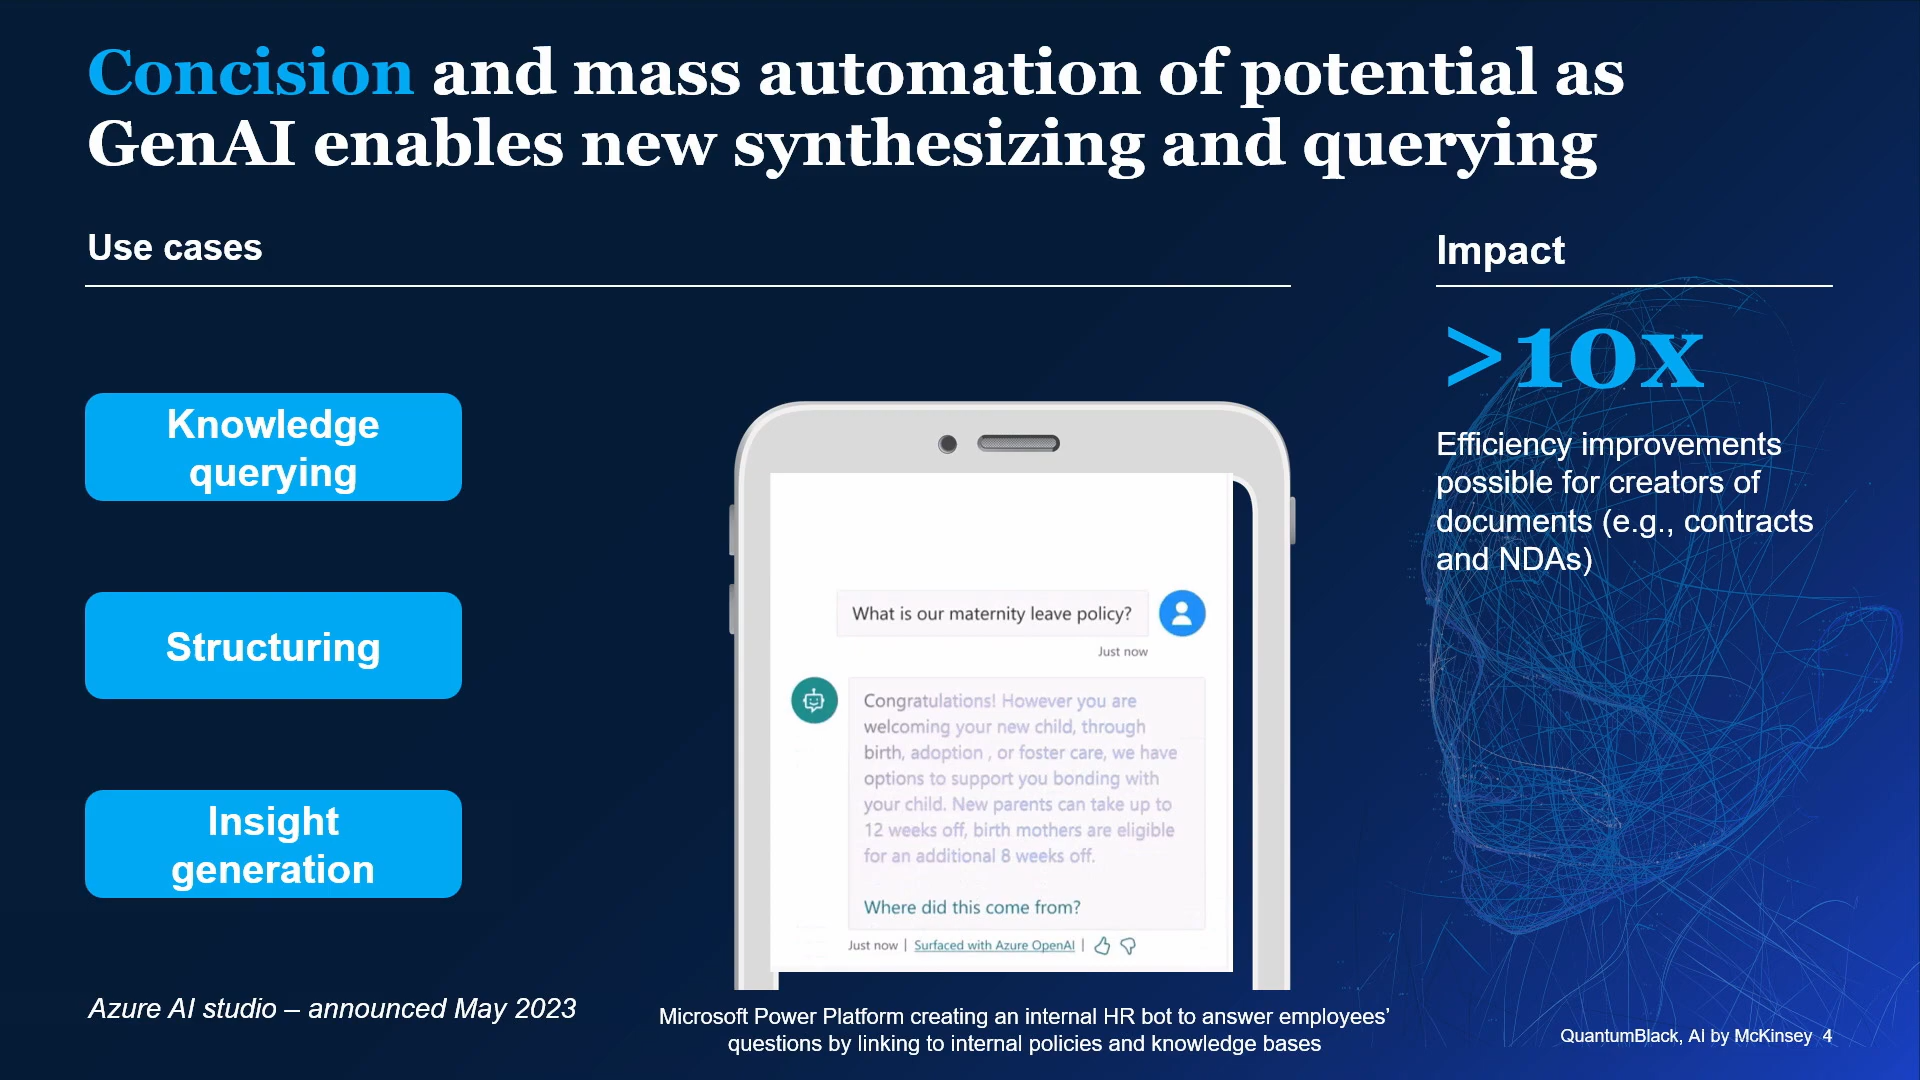 Concision and mass automation of potential as
GenAI enables new synthesizing and querying
Use cases
Knowledge
querying
Structuring
Insight
generation
Azure AI studio – announced May 2023
What is our maternity leave policy?
Just now
Congratulations! However you are
welcoming your new child, through
birth, adoption , or foster care, we have
options to support you bonding with
your child. New parents can take up to
12 weeks off, birth mothers are eligible
for an additional 8 weeks off.
Where did this come from?
Just now | Surfaced with Azure OpenAI |
Microsoft Power Platform creating an internal HR bot to answer employees’
questions by linking to internal policies and knowledge bases
Impact
>10x
Efficiency improvements
possible for creators of
documents (e.g., contracts
and NDAs)
QuantumBlack, AI by McKinsey 4